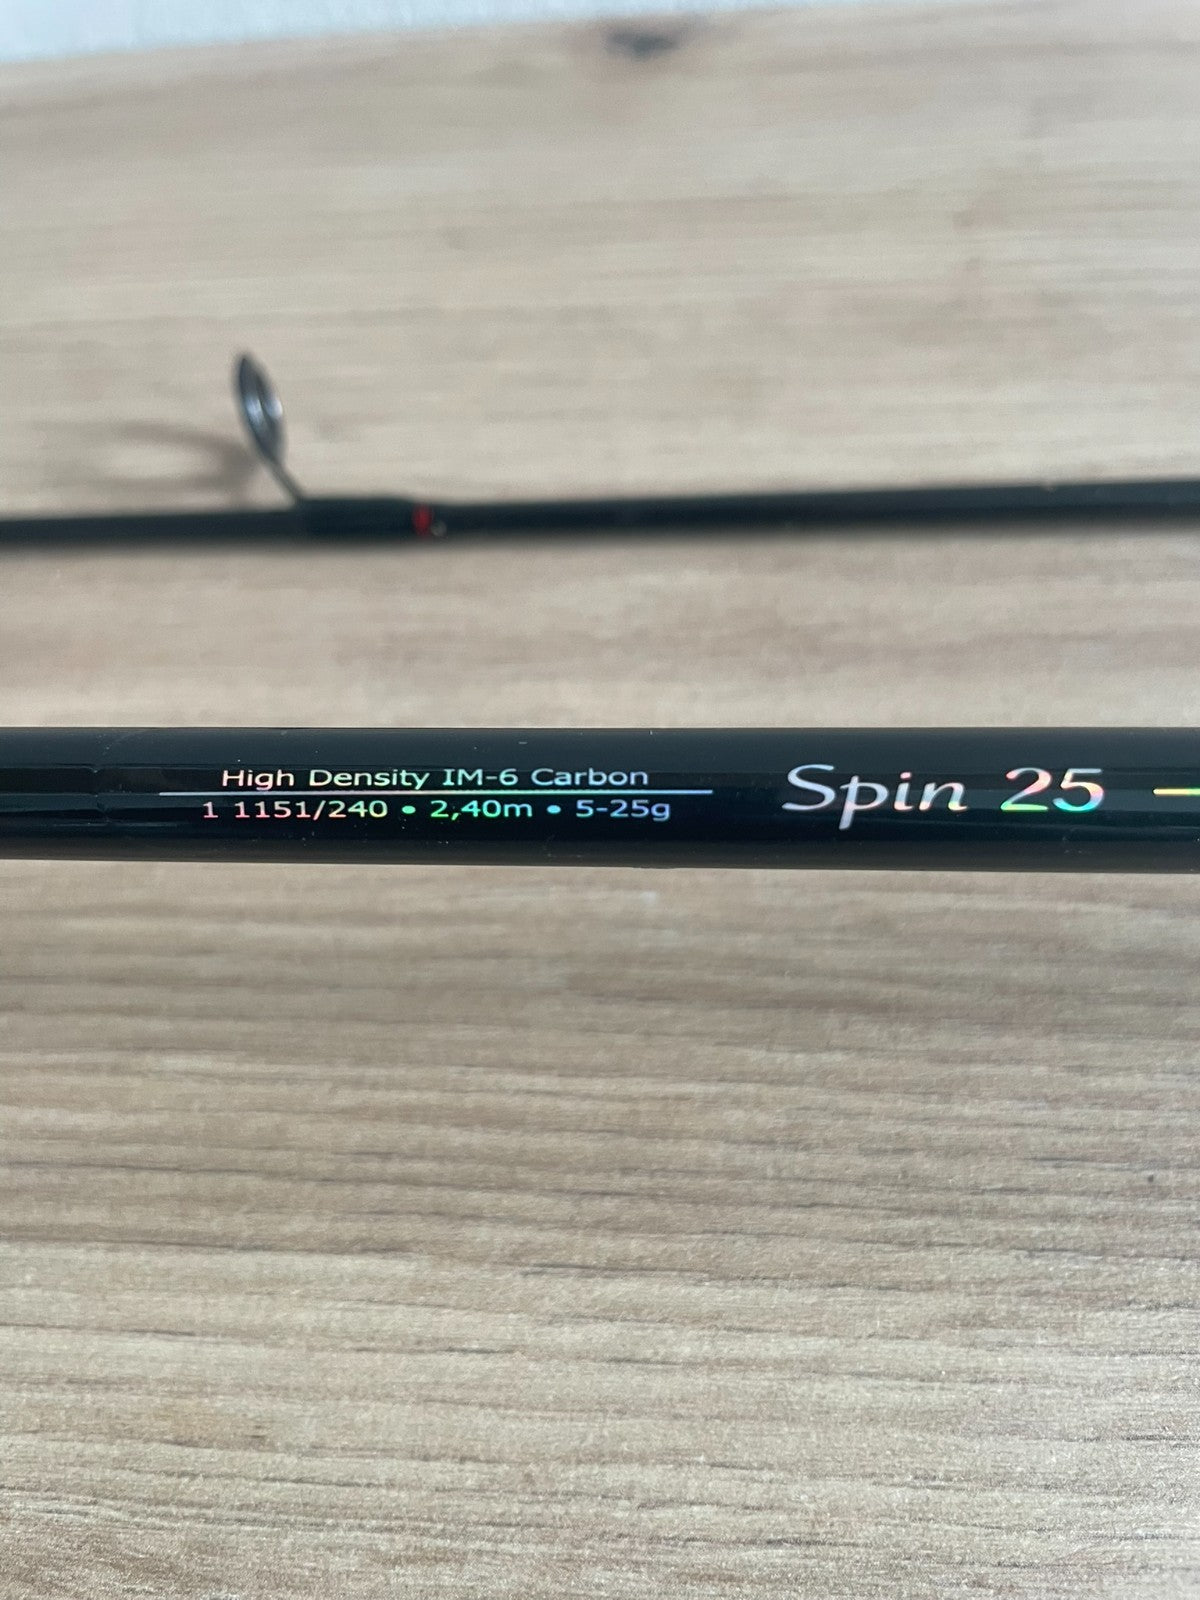 High Density IM-6 Carbon
1 1151/240 • 2,40m • 5-25g
Spin 25